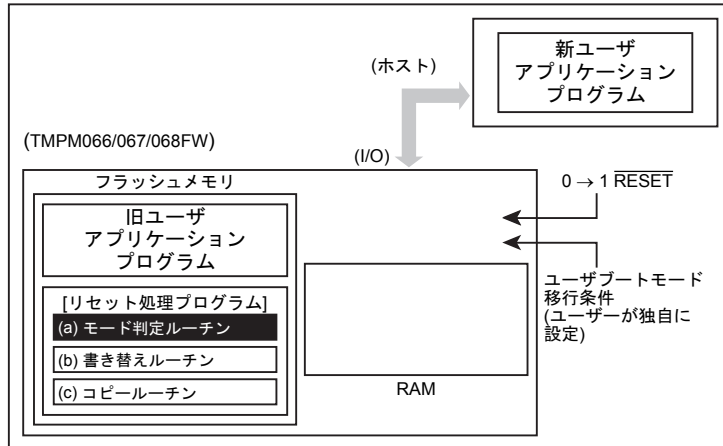 新ユーザ
アプリケーション
プログラム
(ホスト)
(TMPM066/067/068FW)
(I/O)
フラッシュメモリ
0 → 1 RESET
旧ユーザ
アプリケーション
プログラム
ユーザブートモード
移行条件
(ユーザーが独自に
設定)
[リセット処理プログラム]
(a) モード判定ルーチン
(b) 書き替えルーチン
(c) コピールーチン
RAM